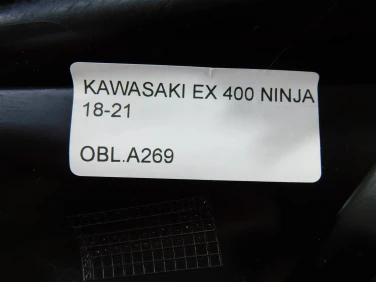 KAWASAKI EX 400 NINJA
18-21
OBL.A269